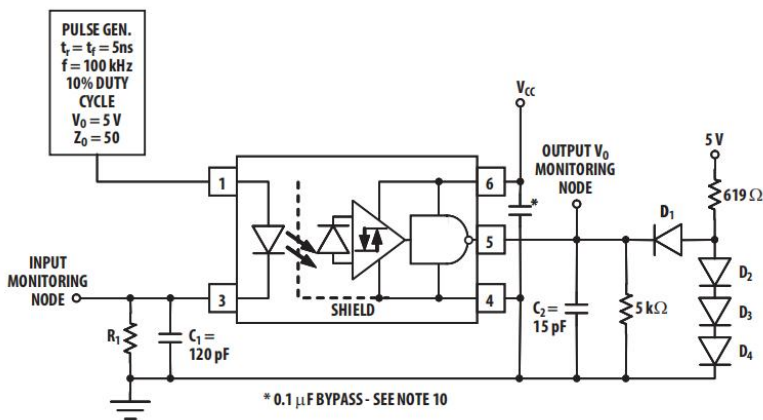 PULSE GEN.
tr = tf = 5ns
f = 100 kHz
10% DUTY
CYCLE
V0 = 5 V
Z0 = 50
VCC
5 V
OUTPUT V0
MONITORING
NODE
619 Ω
1
6
*
D1
5
D2
INPUT
MONITORING
NODE
3
4
SHIELD
R1
C1 =
120 pF
C2 =
15 pF
5 kΩ
D3
D4
* 0.1 μF BYPASS - SEE NOTE 10